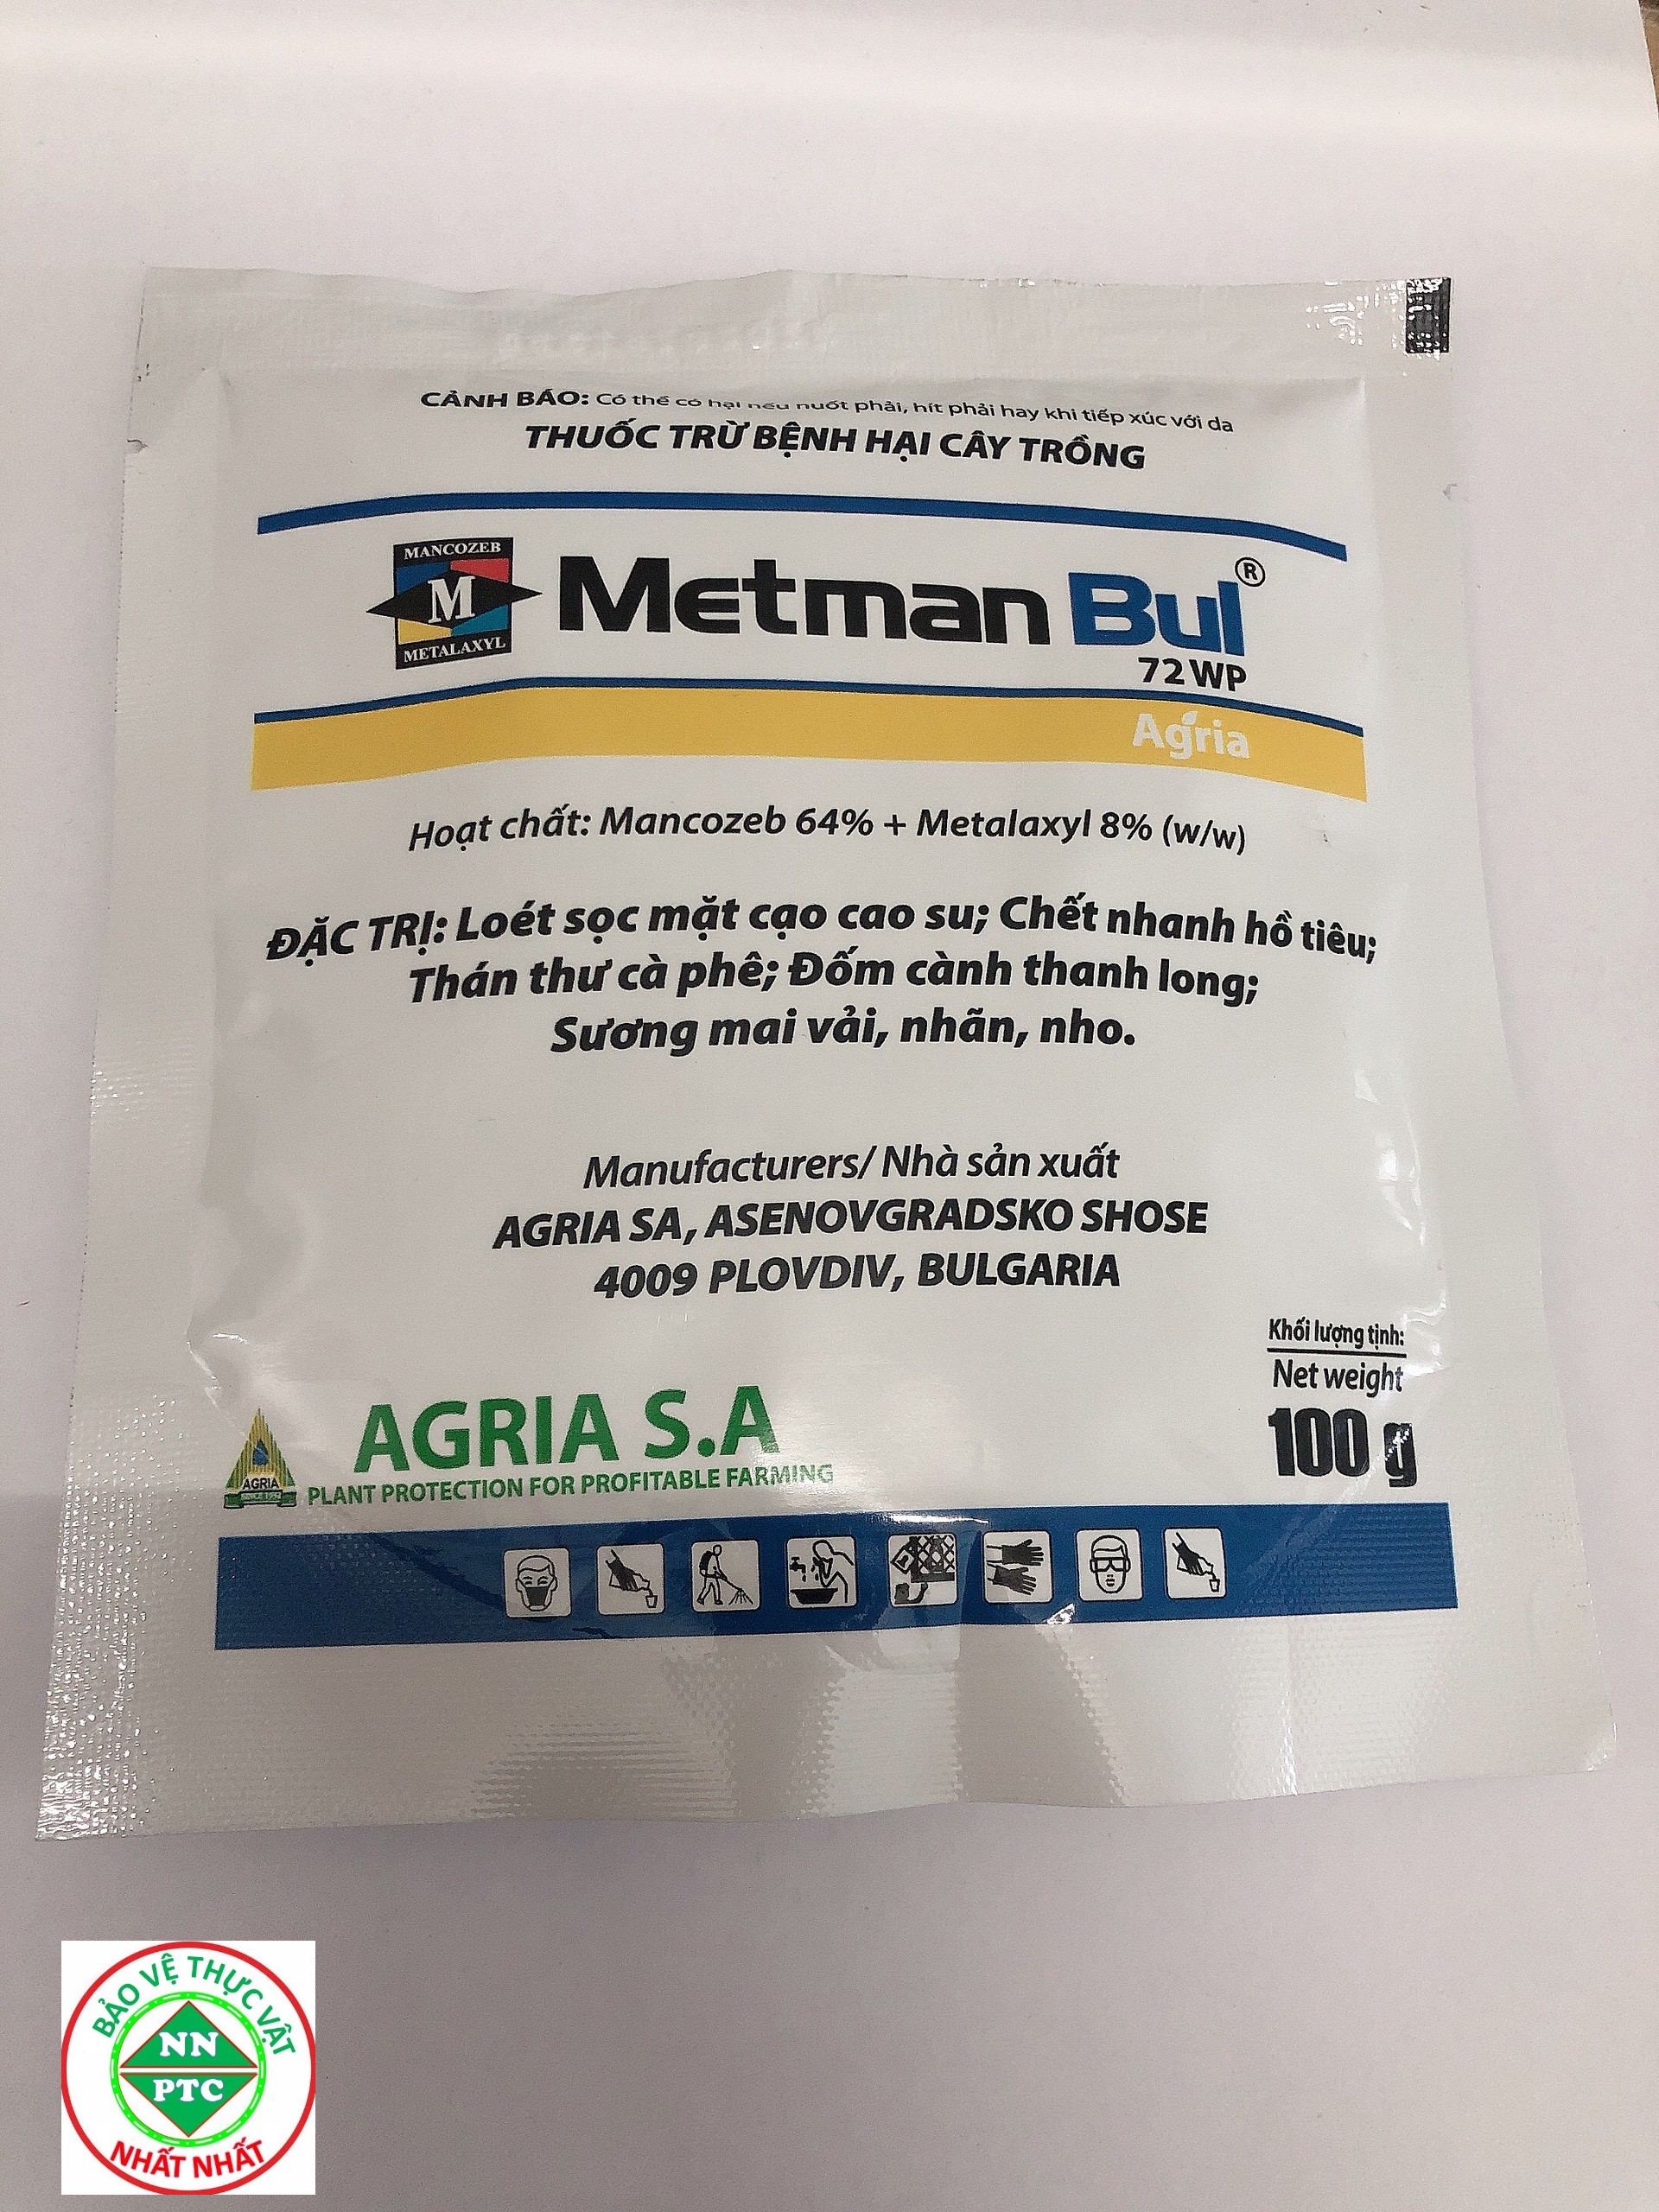 CẢNH BÁO: Có thể có hại nếu nuốt phải, hít phải hay khi tiếp xúc với da
THUỐC TRỪ BỆNH HẠI CÂY TRỒNG
MANCOZEB
M
METALAXYL
Metman Bul®
72WP
Agria
Hoạt chất: Mancozeb 64% + Metalaxyl 8% (w/w)
ĐẶC TRỊ: Loét sọc mặt cạo cao su; Chết nhanh hồ tiêu;
Thán thư cà phê; Đốm cành thanh long;
Sương mai vải, nhãn, nho.
Manufacturers/ Nhà sản xuất
AGRIA SA, ASENOVGRADSKO SHOSE
4009 PLOVDIV, BULGARIA
Khối lượng tịnh:
Net weight
100 g
AGRIA
AGRIA S.A
PLANT PROTECTION FOR PROFITABLE FARMING
BẢO VỆ THỰC VẬT
NN
PTC
NHẤT NHẤT